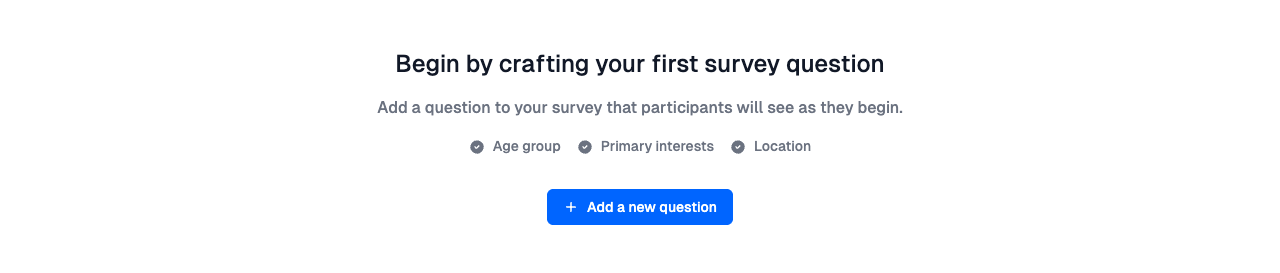 Begin by crafting your first survey question
Add a question to your survey that participants will see as they begin.
Age group Primary interests Location
Add a new question